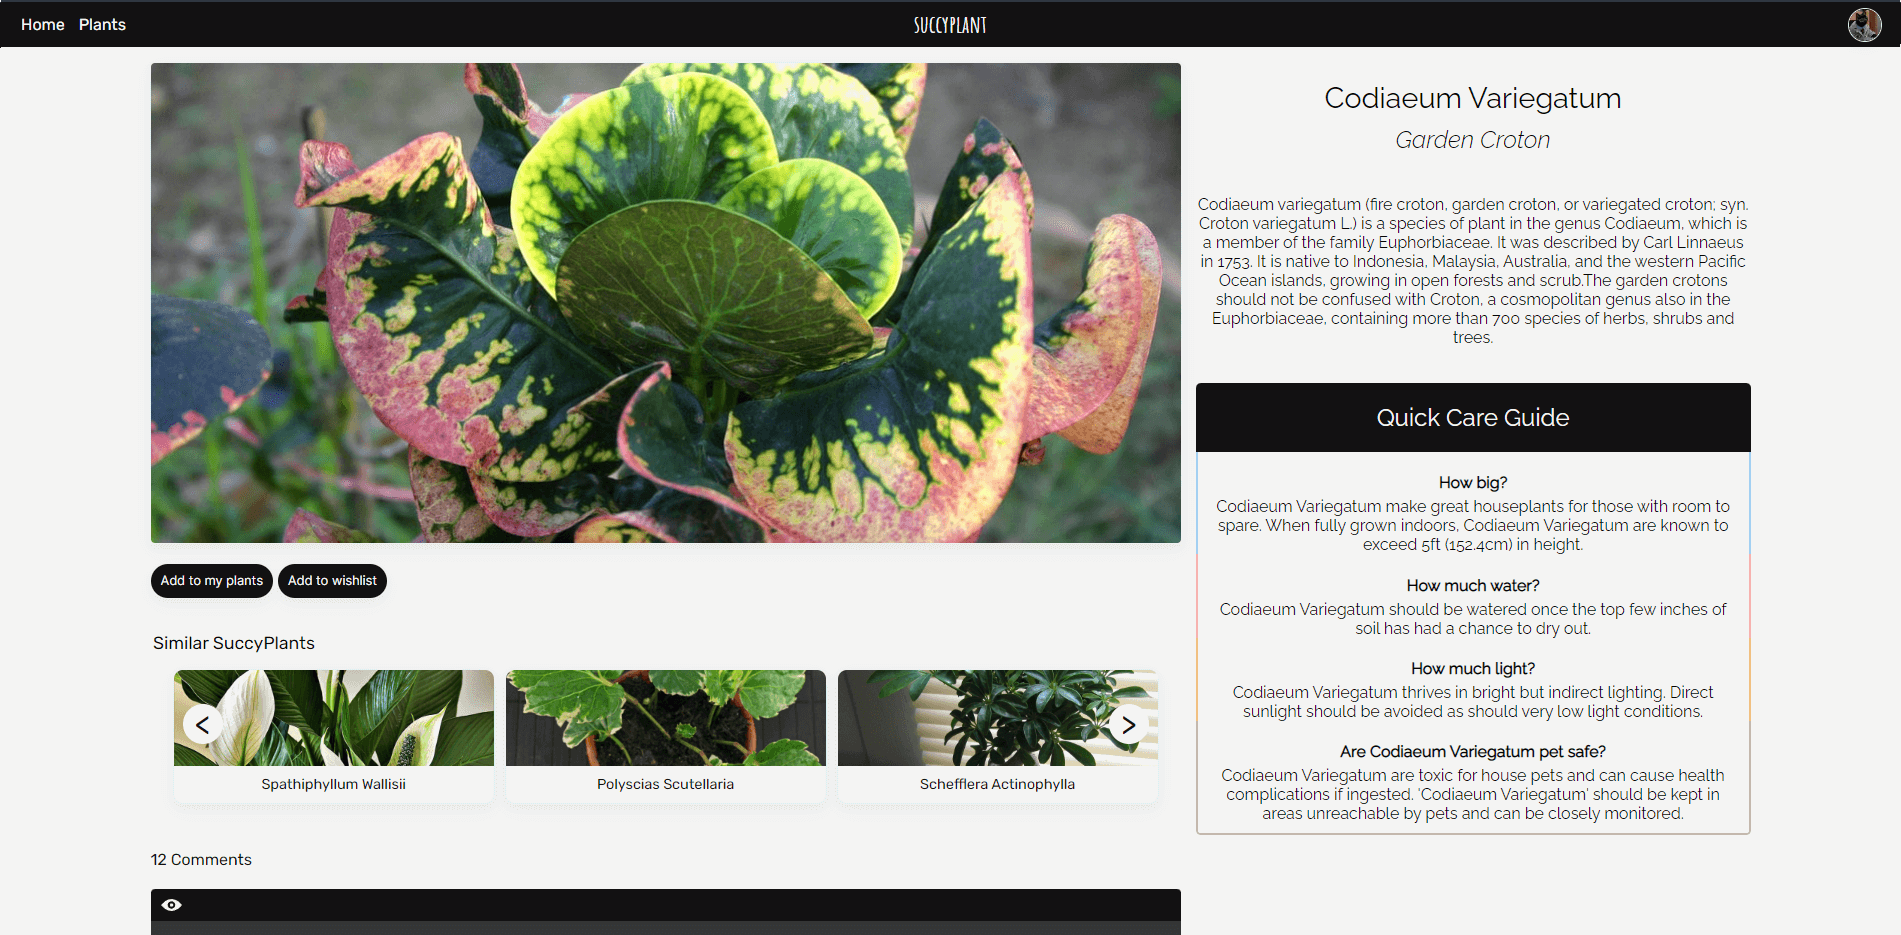 Home Plants
SUCCYPLANT
Codiaeum Variegatum
Garden Croton
Codiaeum variegatum (fire croton, garden croton, or variegated croton; syn.
Croton variegatum L.) is a species of plant in the genus Codiaeum, which is
a member of the family Euphorbiaceae. It was described by Carl Linnaeus
in 1753. It is native to Indonesia, Malaysia, Australia, and the western Pacific
Ocean islands, growing in open forests and scrub.The garden crotons
should not be confused with Croton, a cosmopolitan genus also in the
Euphorbiaceae, containing more than 700 species of herbs, shrubs and
trees.
Quick Care Guide
How big?
Codiaeum Variegatum make great houseplants for those with room to
spare. When fully grown indoors, Codiaeum Variegatum are known to
exceed 5ft (152.4cm) in height.
How much water?
Codiaeum Variegatum should be watered once the top few inches of
soil has had a chance to dry out.
How much light?
Codiaeum Variegatum thrives in bright but indirect lighting. Direct
sunlight should be avoided as should very low light conditions.
Are Codiaeum Variegatum pet safe?
Codiaeum Variegatum are toxic for house pets and can cause health
complications if ingested. 'Codiaeum Variegatum' should be kept in
areas unreachable by pets and can be closely monitored.
Add to my plants
Add to wishlist
Similar SuccyPlants
<
>
Spathiphyllum Wallisii
Polyscias Scutellaria
Schefflera Actinophylla
12 Comments